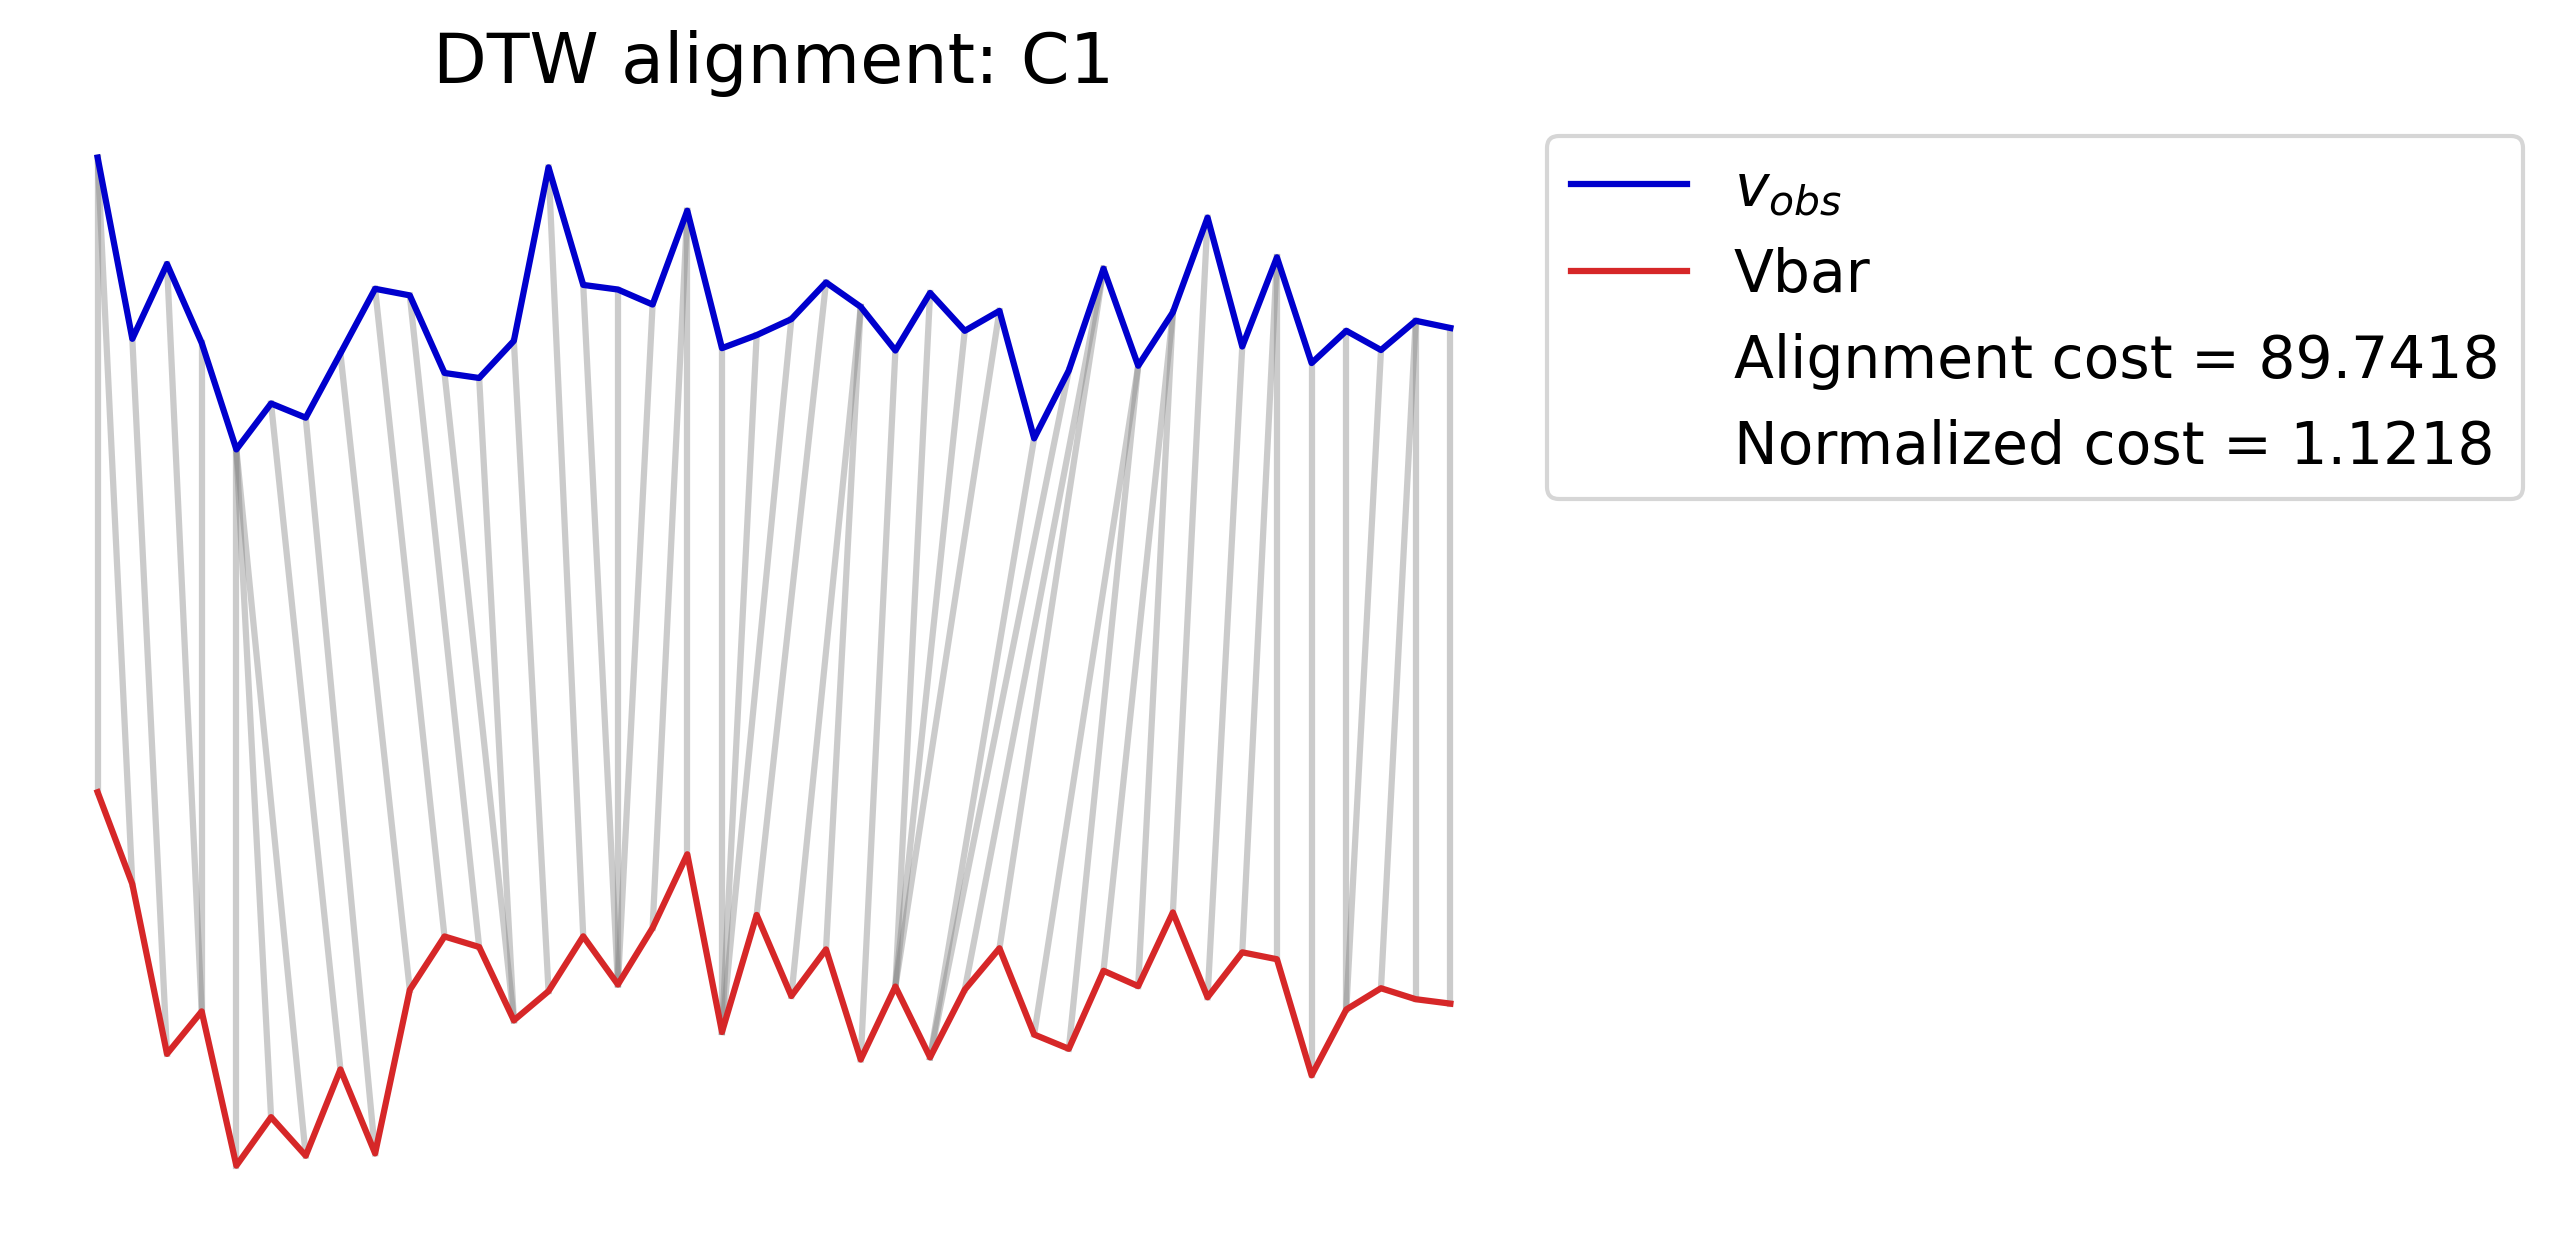 DTW alignment: C1
v_obs
Vbar
Alignment cost = 89.7418
Normalized cost = 1.1218